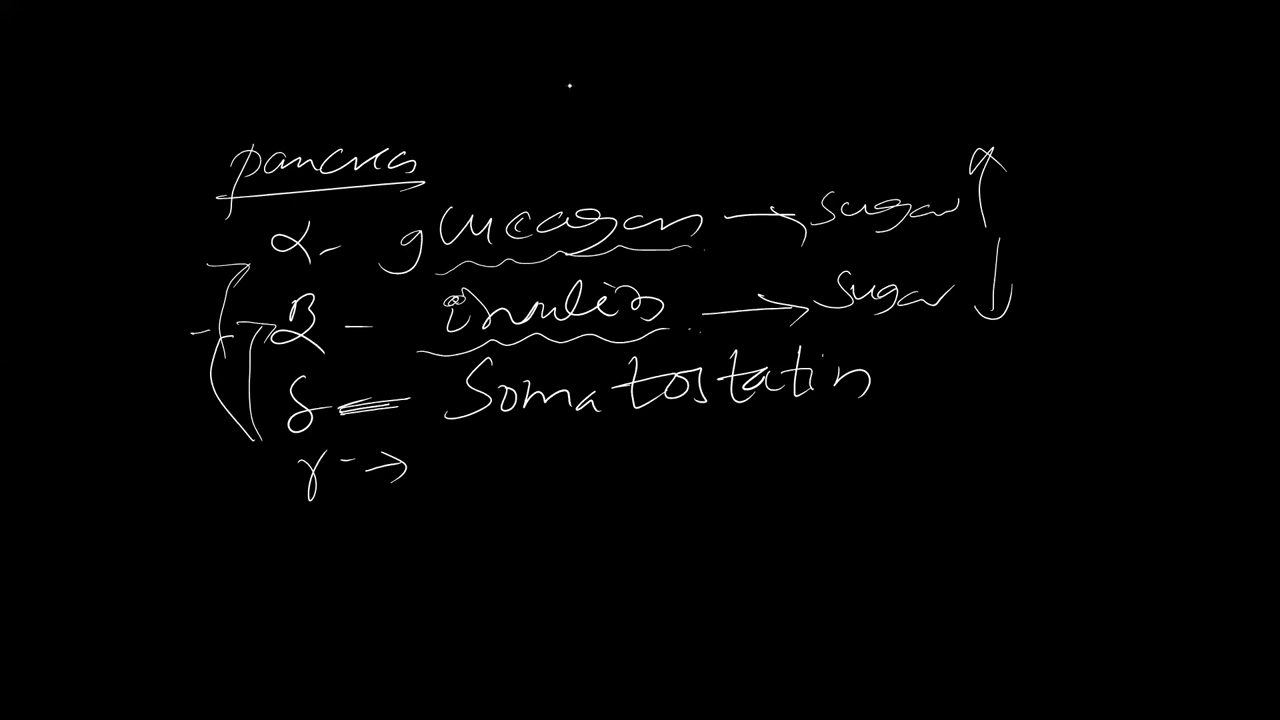 pancreas
α - glucagon → sugar ↑
β - insulin → sugar ↓
δ ← Somatostatin
γ - →